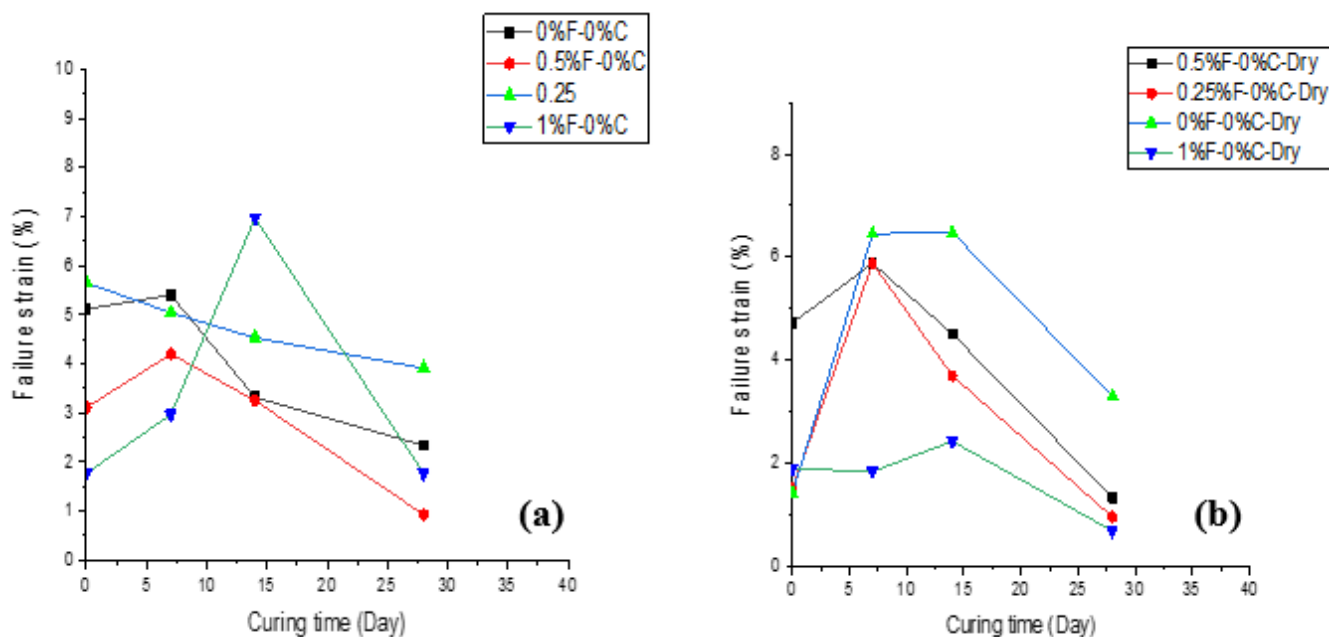 0%F-0%C
0.5%F-0%C
0.25
1%F-0%C
10
9
8
7
6
5
4
3
2
1
0
Failure strain (%)
0 5 10 15 20 25 30 35 40
Curing time (Day)
(a)
0.5%F-0%C-Dry
0.25%F-0%C-Dry
0%F-0%C-Dry
1%F-0%C-Dry
8
6
4
2
0
Failure strain (%)
0 5 10 15 20 25 30 35 40
Curing time (Day)
(b)